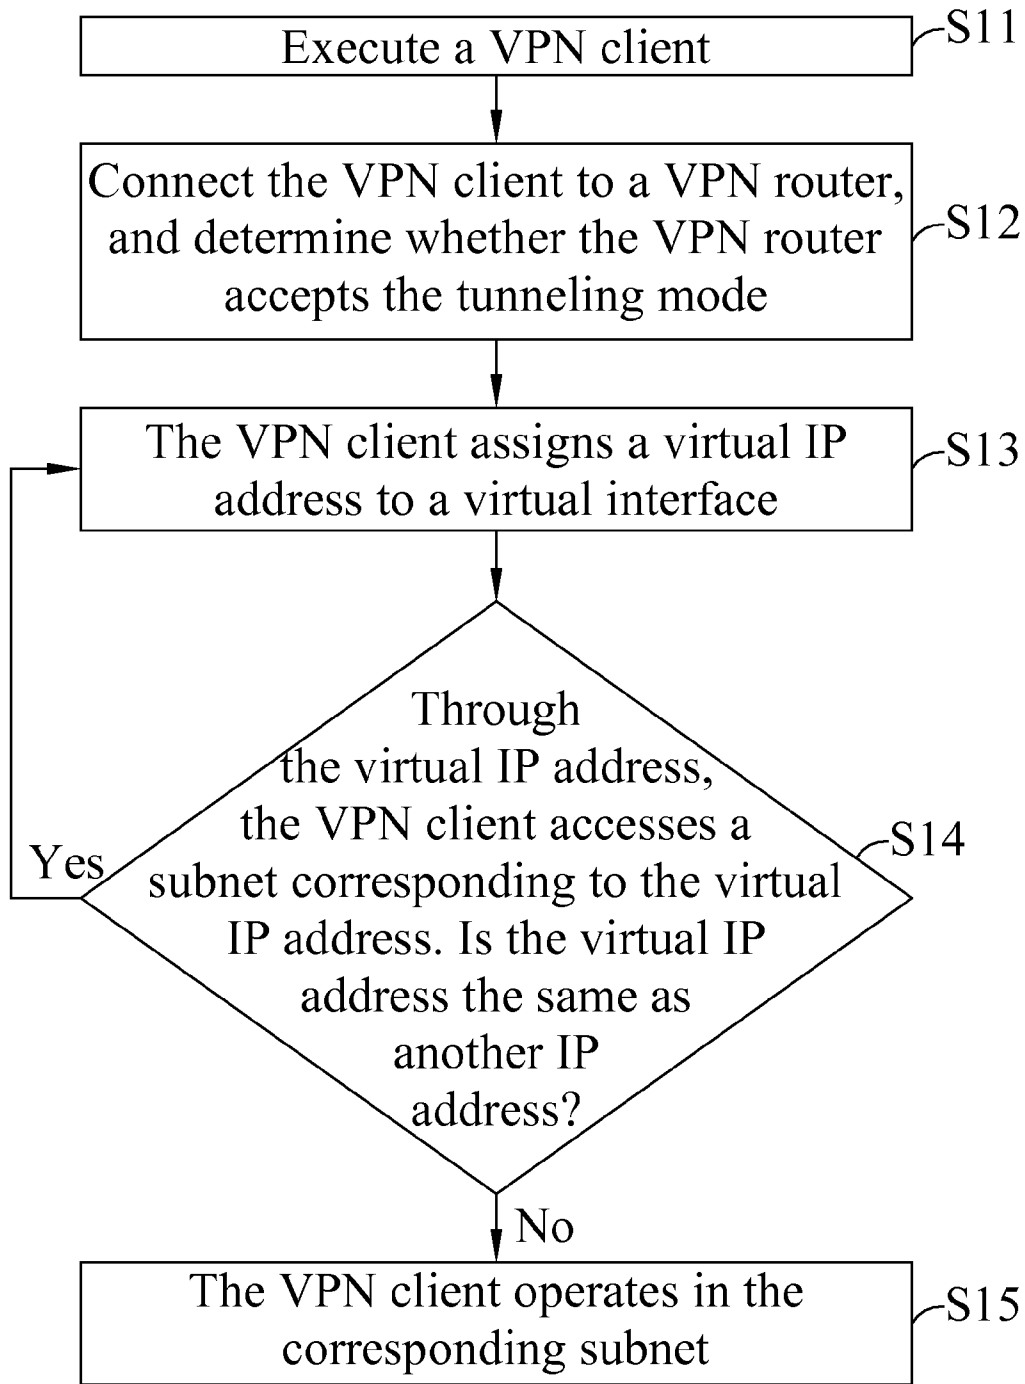 Execute a VPN client
S11
Connect the VPN client to a VPN router,
and determine whether the VPN router
accepts the tunneling mode
S12
The VPN client assigns a virtual IP
address to a virtual interface
S13
Through
the virtual IP address,
the VPN client accesses a
subnet corresponding to the virtual
IP address. Is the virtual IP
address the same as
another IP
address?
S14
Yes
No
The VPN client operates in the
corresponding subnet
S15